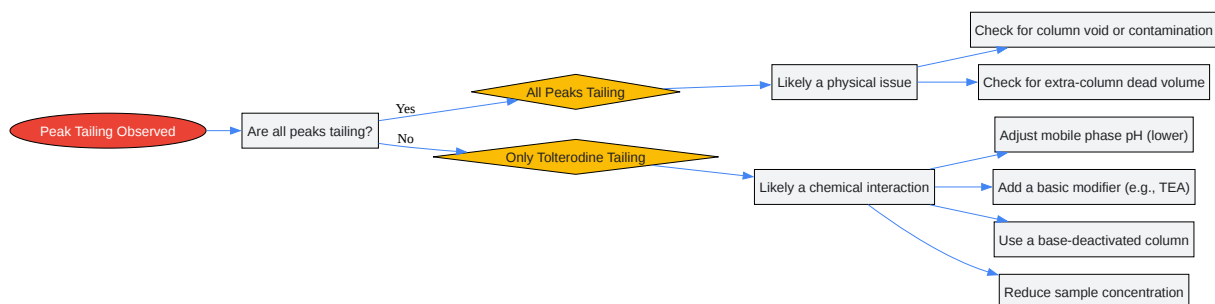 Peak Tailing Observed
Are all peaks tailing?
Yes
No
All Peaks Tailing
Only Tolterodine Tailing
Likely a physical issue
Likely a chemical interaction
Check for column void or contamination
Check for extra-column dead volume
Adjust mobile phase pH (lower)
Add a basic modifier (e.g., TEA)
Use a base-deactivated column
Reduce sample concentration